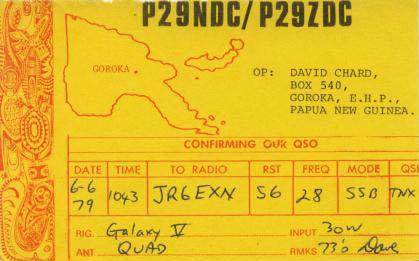 P29NDC/P29ZDC
GOROKA
OP: DAVID CHARD,
BOX 540,
GOROKA, E.H.P.,
PAPUA NEW GUINEA.
CONFIRMING OUR QSO
DATE TIME TO RADIO RST FREQ MODE QSL
6-6 79 1043 JR6EXN 56 28 SSB TNX
RIG. Galaxy V INPUT 30W
ANT QUAD RMKS 73's Dave